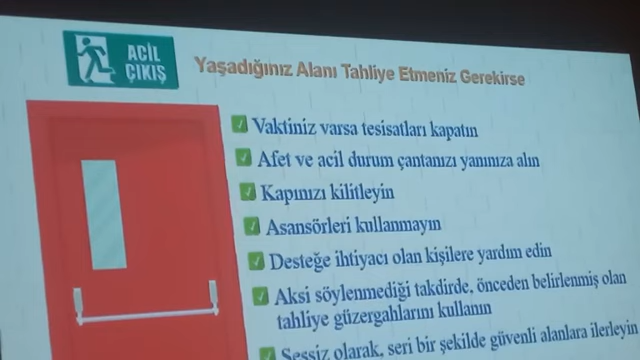 ACİL
ÇIKIŞ
Yaşadığınız Alanı Tahliye Etmeniz Gerekirse
Vaktiniz varsa tesisatları kapatın
Afet ve acil durum çantanızı yanınıza alın
Kapınızı kilitleyin
Asansörleri kullanmayın
Desteğe ihtiyacı olan kişilere yardım edin
Aksi söylenmediği takdirde, önceden belirlenmiş olan
tahliye güzergahlarını kullanın
Sessiz olarak, seri bir şekilde güvenli alanlara ilerleyin